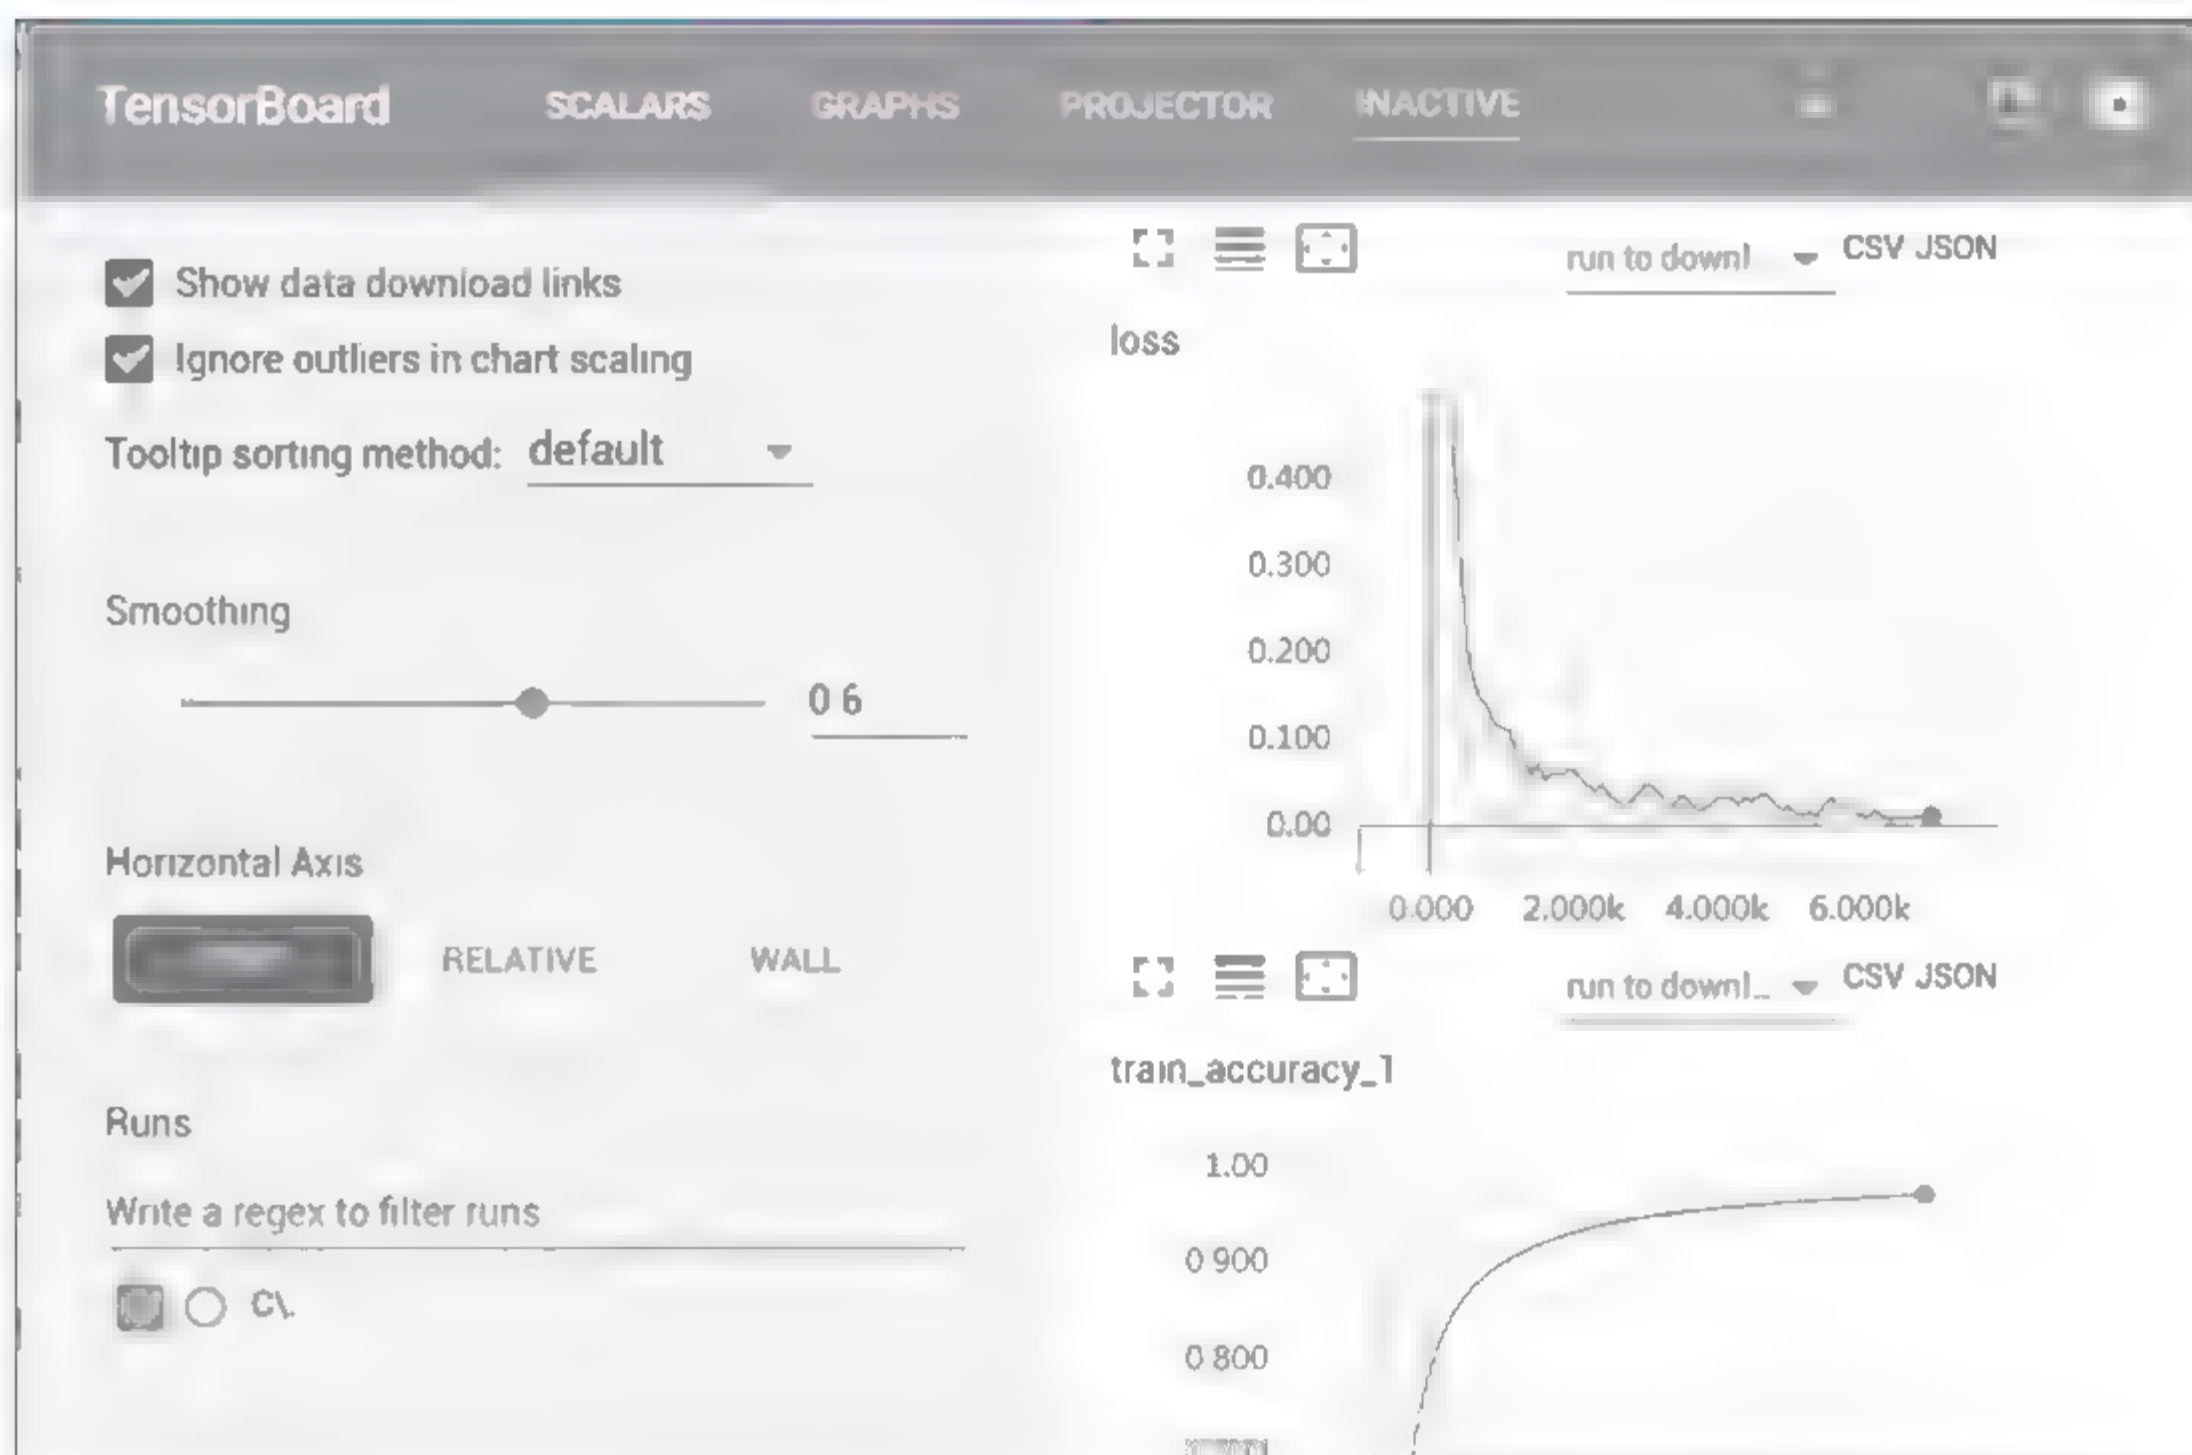 TensorBoard SCALARS GRAPHS PROJECTOR INACTIVE
Show data download links
Ignore outliers in chart scaling
Tooltip sorting method: default
Smoothing
0 6
Horizontal Axis
RELATIVE WALL
Runs
Write a regex to filter runs
C\.
run to downl CSV JSON
loss
0.400
0.300
0.200
0.100
0.00
0.000 2.000k 4.000k 6.000k
run to downl... CSV JSON
train_accuracy_1
1.00
0 900
0 800